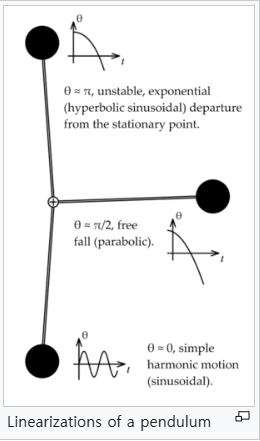 θ
t
θ ≈ π, unstable, exponential
(hyperbolic sinusoidal) departure
from the stationary point.
θ ≈ π/2, free
fall (parabolic).
θ
t
θ
t
θ ≈ 0, simple
harmonic motion
(sinusoidal).
Linearizations of a pendulum